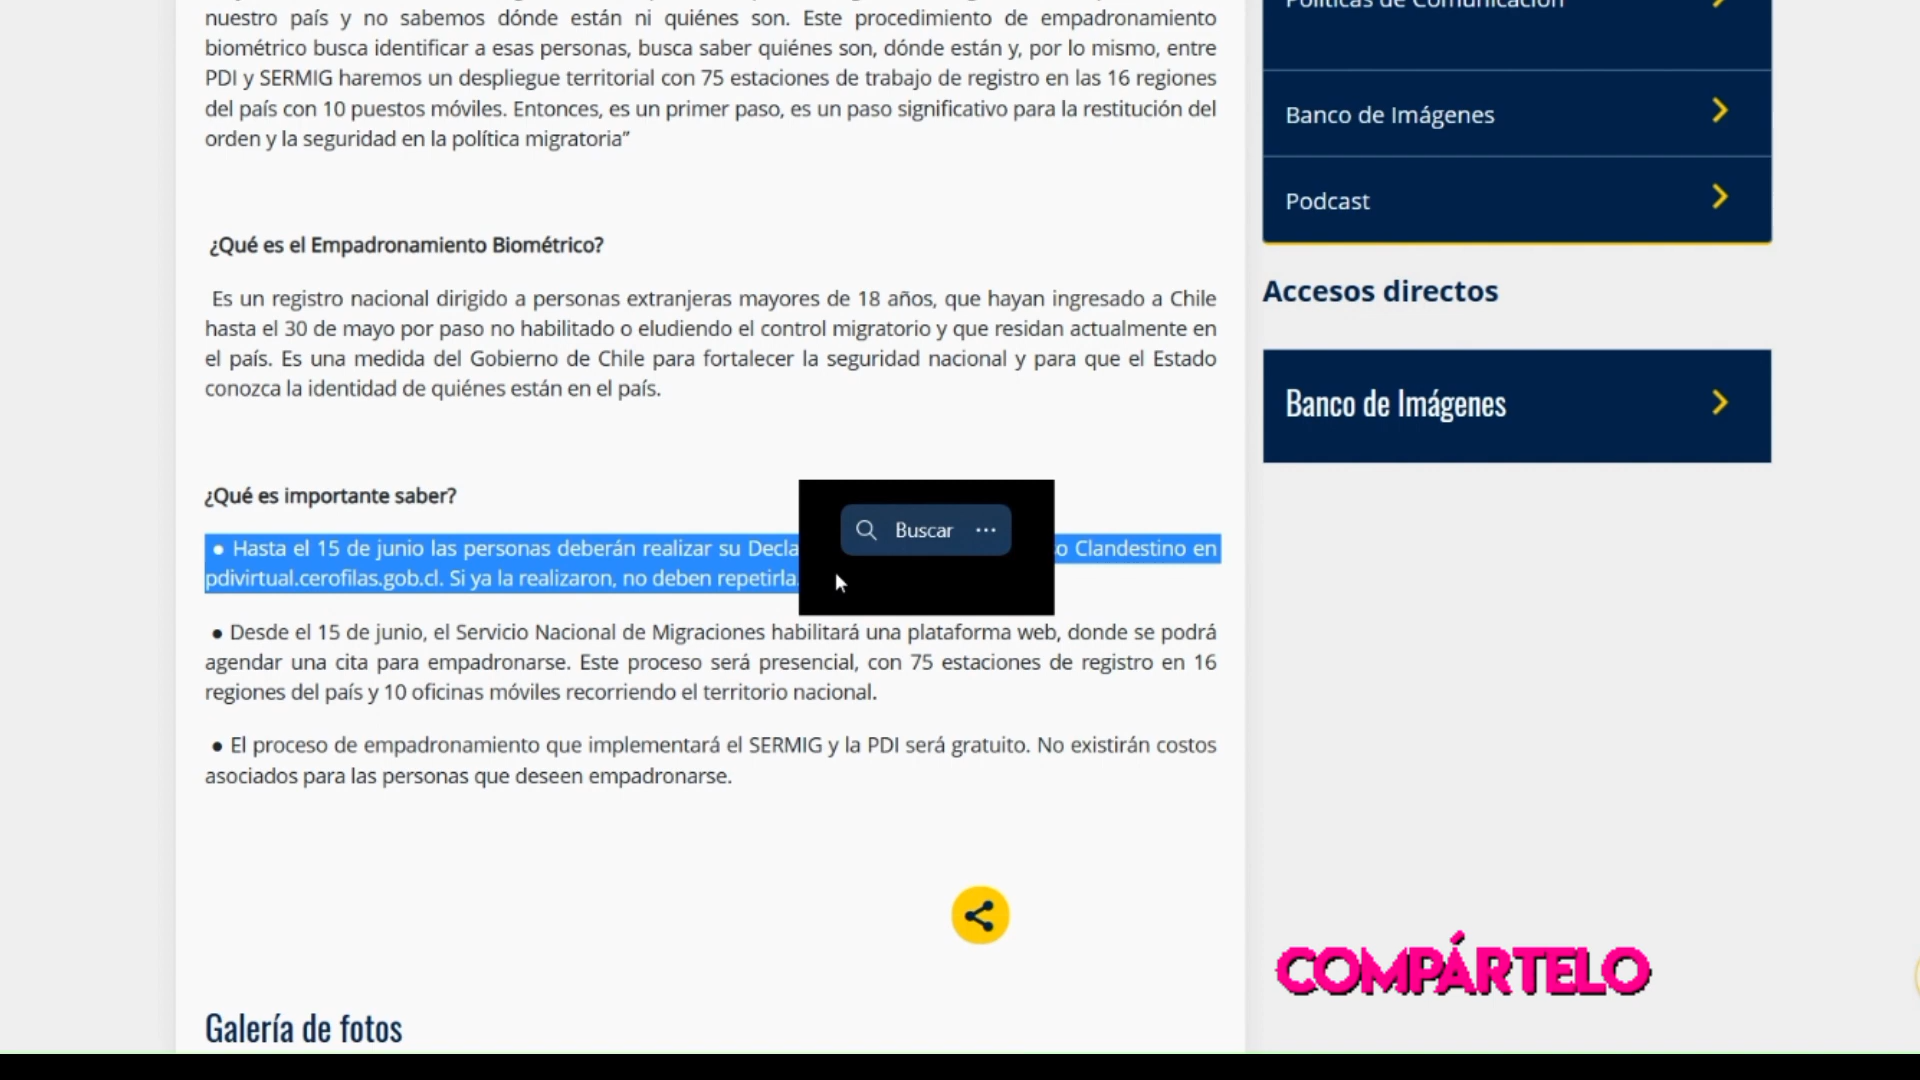 nuestro país y no sabemos dónde están ni quiénes son. Este procedimiento de empadronamiento
biométrico busca identificar a esas personas, busca saber quiénes son, dónde están y, por lo mismo, entre
PDI y SERMIG haremos un despliegue territorial con 75 estaciones de trabajo de registro en las 16 regiones
del país con 10 puestos móviles. Entonces, es un primer paso, es un paso significativo para la restitución del
orden y la seguridad en la política migratoria”
¿Qué es el Empadronamiento Biométrico?
Es un registro nacional dirigido a personas extranjeras mayores de 18 años, que hayan ingresado a Chile
hasta el 30 de mayo por paso no habilitado o eludiendo el control migratorio y que residan actualmente en
el país. Es una medida del Gobierno de Chile para fortalecer la seguridad nacional y para que el Estado
conozca la identidad de quiénes están en el país.
¿Qué es importante saber?
● Hasta el 15 de junio las personas deberán realizar su Decla
o Clandestino en
pdivirtual.cerofilas.gob.cl. Si ya la realizaron, no deben repetirla.
Buscar ...
● Desde el 15 de junio, el Servicio Nacional de Migraciones habilitará una plataforma web, donde se podrá
agendar una cita para empadronarse. Este proceso será presencial, con 75 estaciones de registro en 16
regiones del país y 10 oficinas móviles recorriendo el territorio nacional.
● El proceso de empadronamiento que implementará el SERMIG y la PDI será gratuito. No existirán costos
asociados para las personas que deseen empadronarse.
Galería de fotos
Políticas de Comunicación
Banco de Imágenes
Podcast
Accesos directos
Banco de Imágenes
COMPÁRTELO